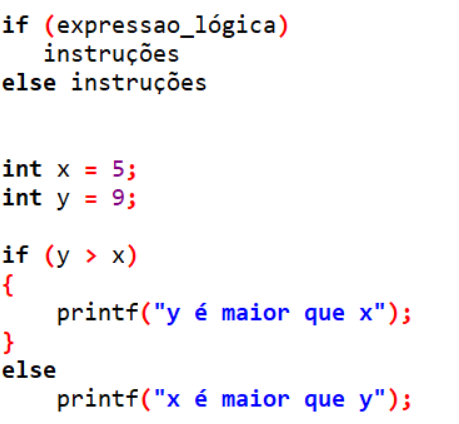 if (expressao_lógica)
instruções
else instruções
int x = 5;
int y = 9;
if (y > x)
{
printf("y é maior que x");
}
else
printf("x é maior que y");